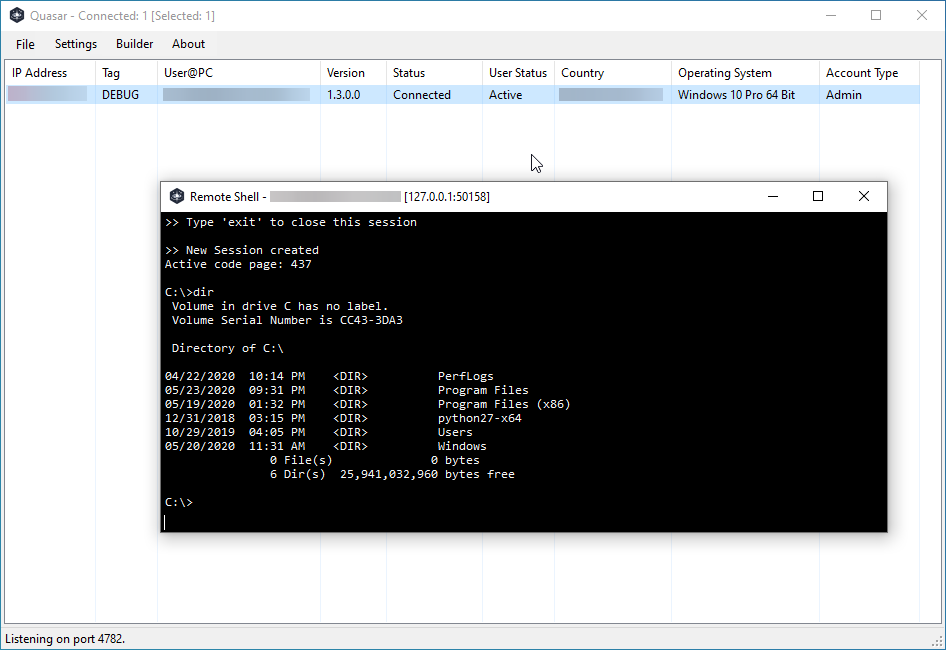 Quasar - Connected: 1 [Selected: 1]
File Settings Builder About
IP Address Tag User@PC Version Status User Status Country Operating System Account Type
DEBUG 1.3.0.0 Connected Active Windows 10 Pro 64 Bit Admin
Remote Shell - [127.0.0.1:50158]
>> Type 'exit' to close this session
>> New Session created
Active code page: 437
C:\>dir
Volume in drive C has no label.
Volume Serial Number is CC43-3DA3
Directory of C:\
04/22/2020 10:14 PM <DIR> PerfLogs
05/23/2020 09:31 PM <DIR> Program Files
05/19/2020 01:32 PM <DIR> Program Files (x86)
12/31/2018 03:15 PM <DIR> python27-x64
10/29/2019 04:05 PM <DIR> Users
05/20/2020 11:31 AM <DIR> Windows
0 File(s) 0 bytes
6 Dir(s) 25,941,032,960 bytes free
C:\>
Listening on port 4782.